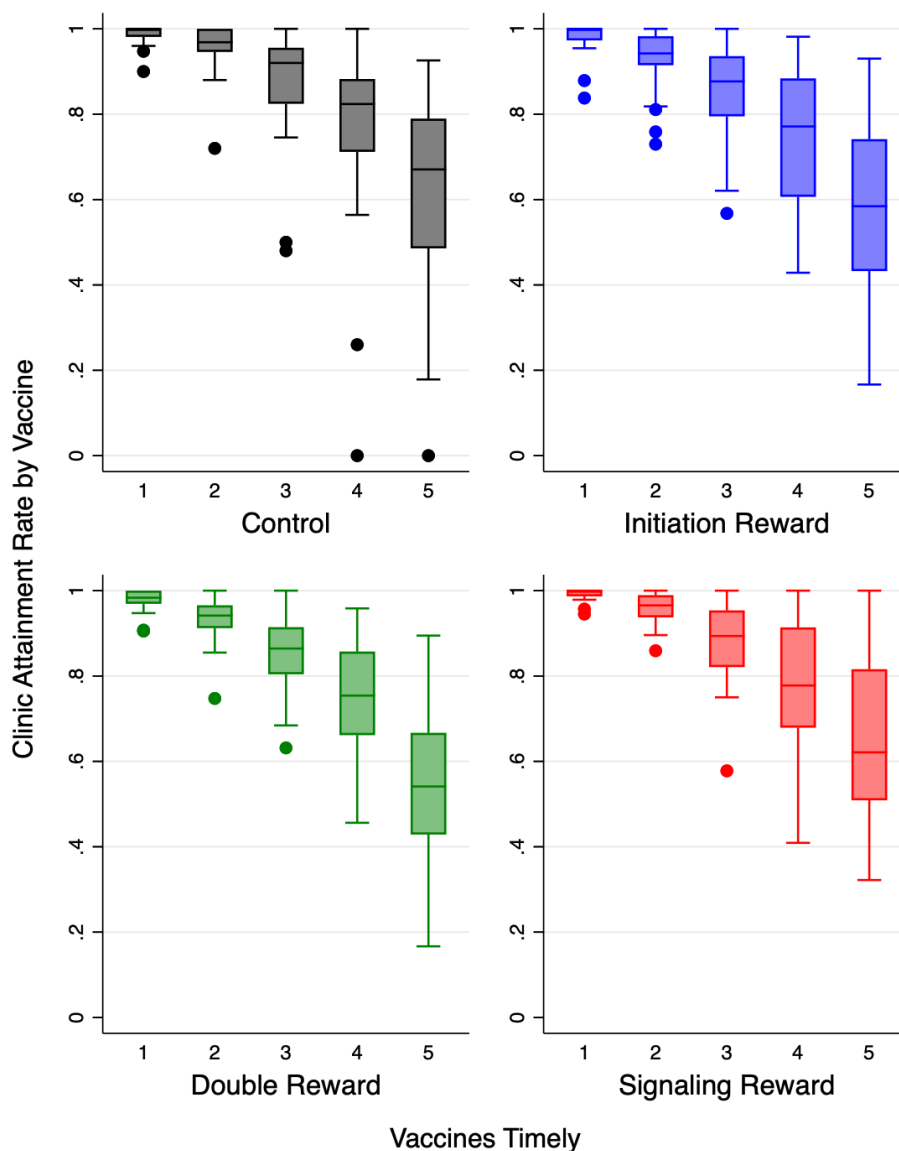 Clinic Attainment Rate by Vaccine
1
.8
.6
.4
.2
0
1 2 3 4 5
Control
1
.8
.6
.4
.2
0
1 2 3 4 5
Initiation Reward
1
.8
.6
.4
.2
0
1 2 3 4 5
Double Reward
1
.8
.6
.4
.2
0
1 2 3 4 5
Signaling Reward
Vaccines Timely